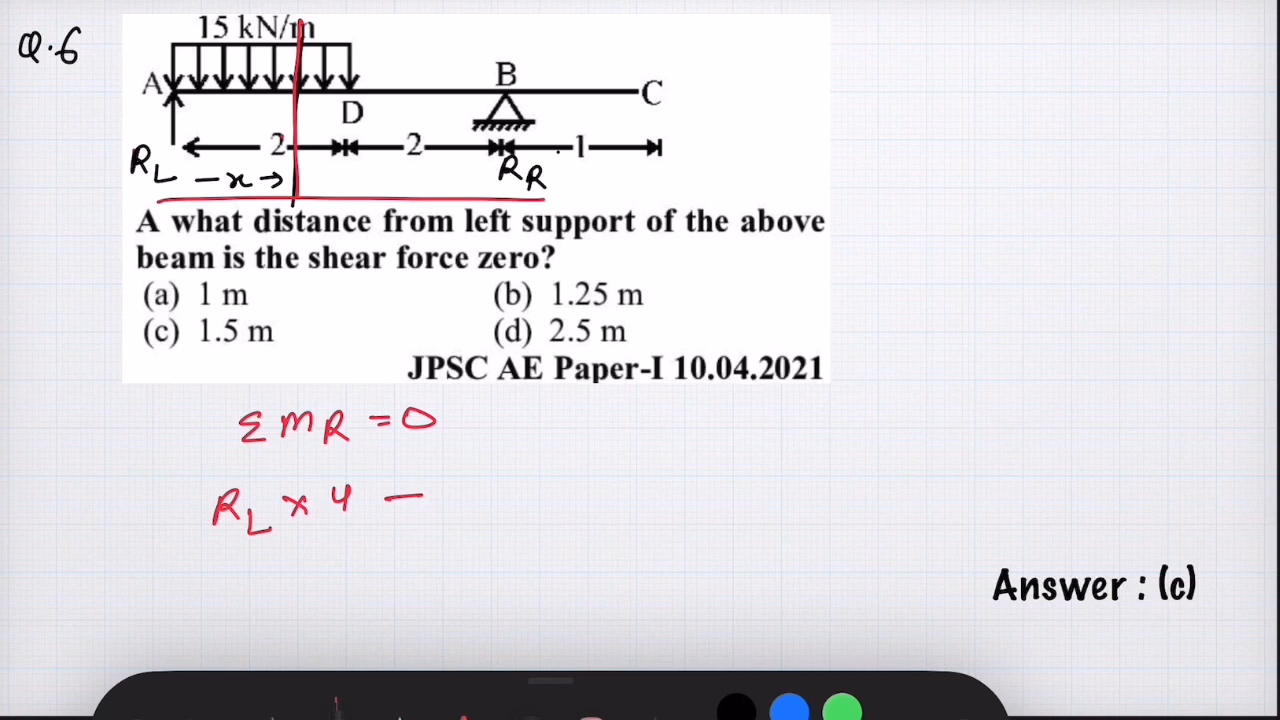 Q.6
15 kN/m
A
B
C
D
2
2
1
RL
- x →
RR
A what distance from left support of the above
beam is the shear force zero?
(a) 1 m
(b) 1.25 m
(c) 1.5 m
(d) 2.5 m
JPSC AE Paper-I 10.04.2021
Σ MR = 0
RL × 4 -
Answer : (c)